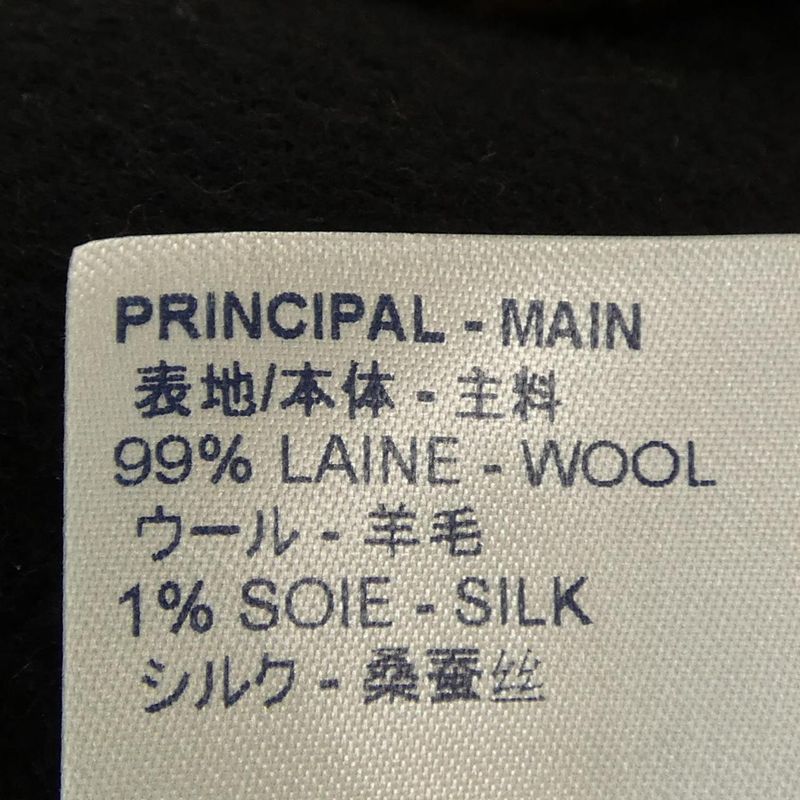 PRINCIPAL - MAIN
表地/本体 - 主料
99% LAINE - WOOL
ウール - 羊毛
1% SOIE - SILK
シルク - 桑蚕丝